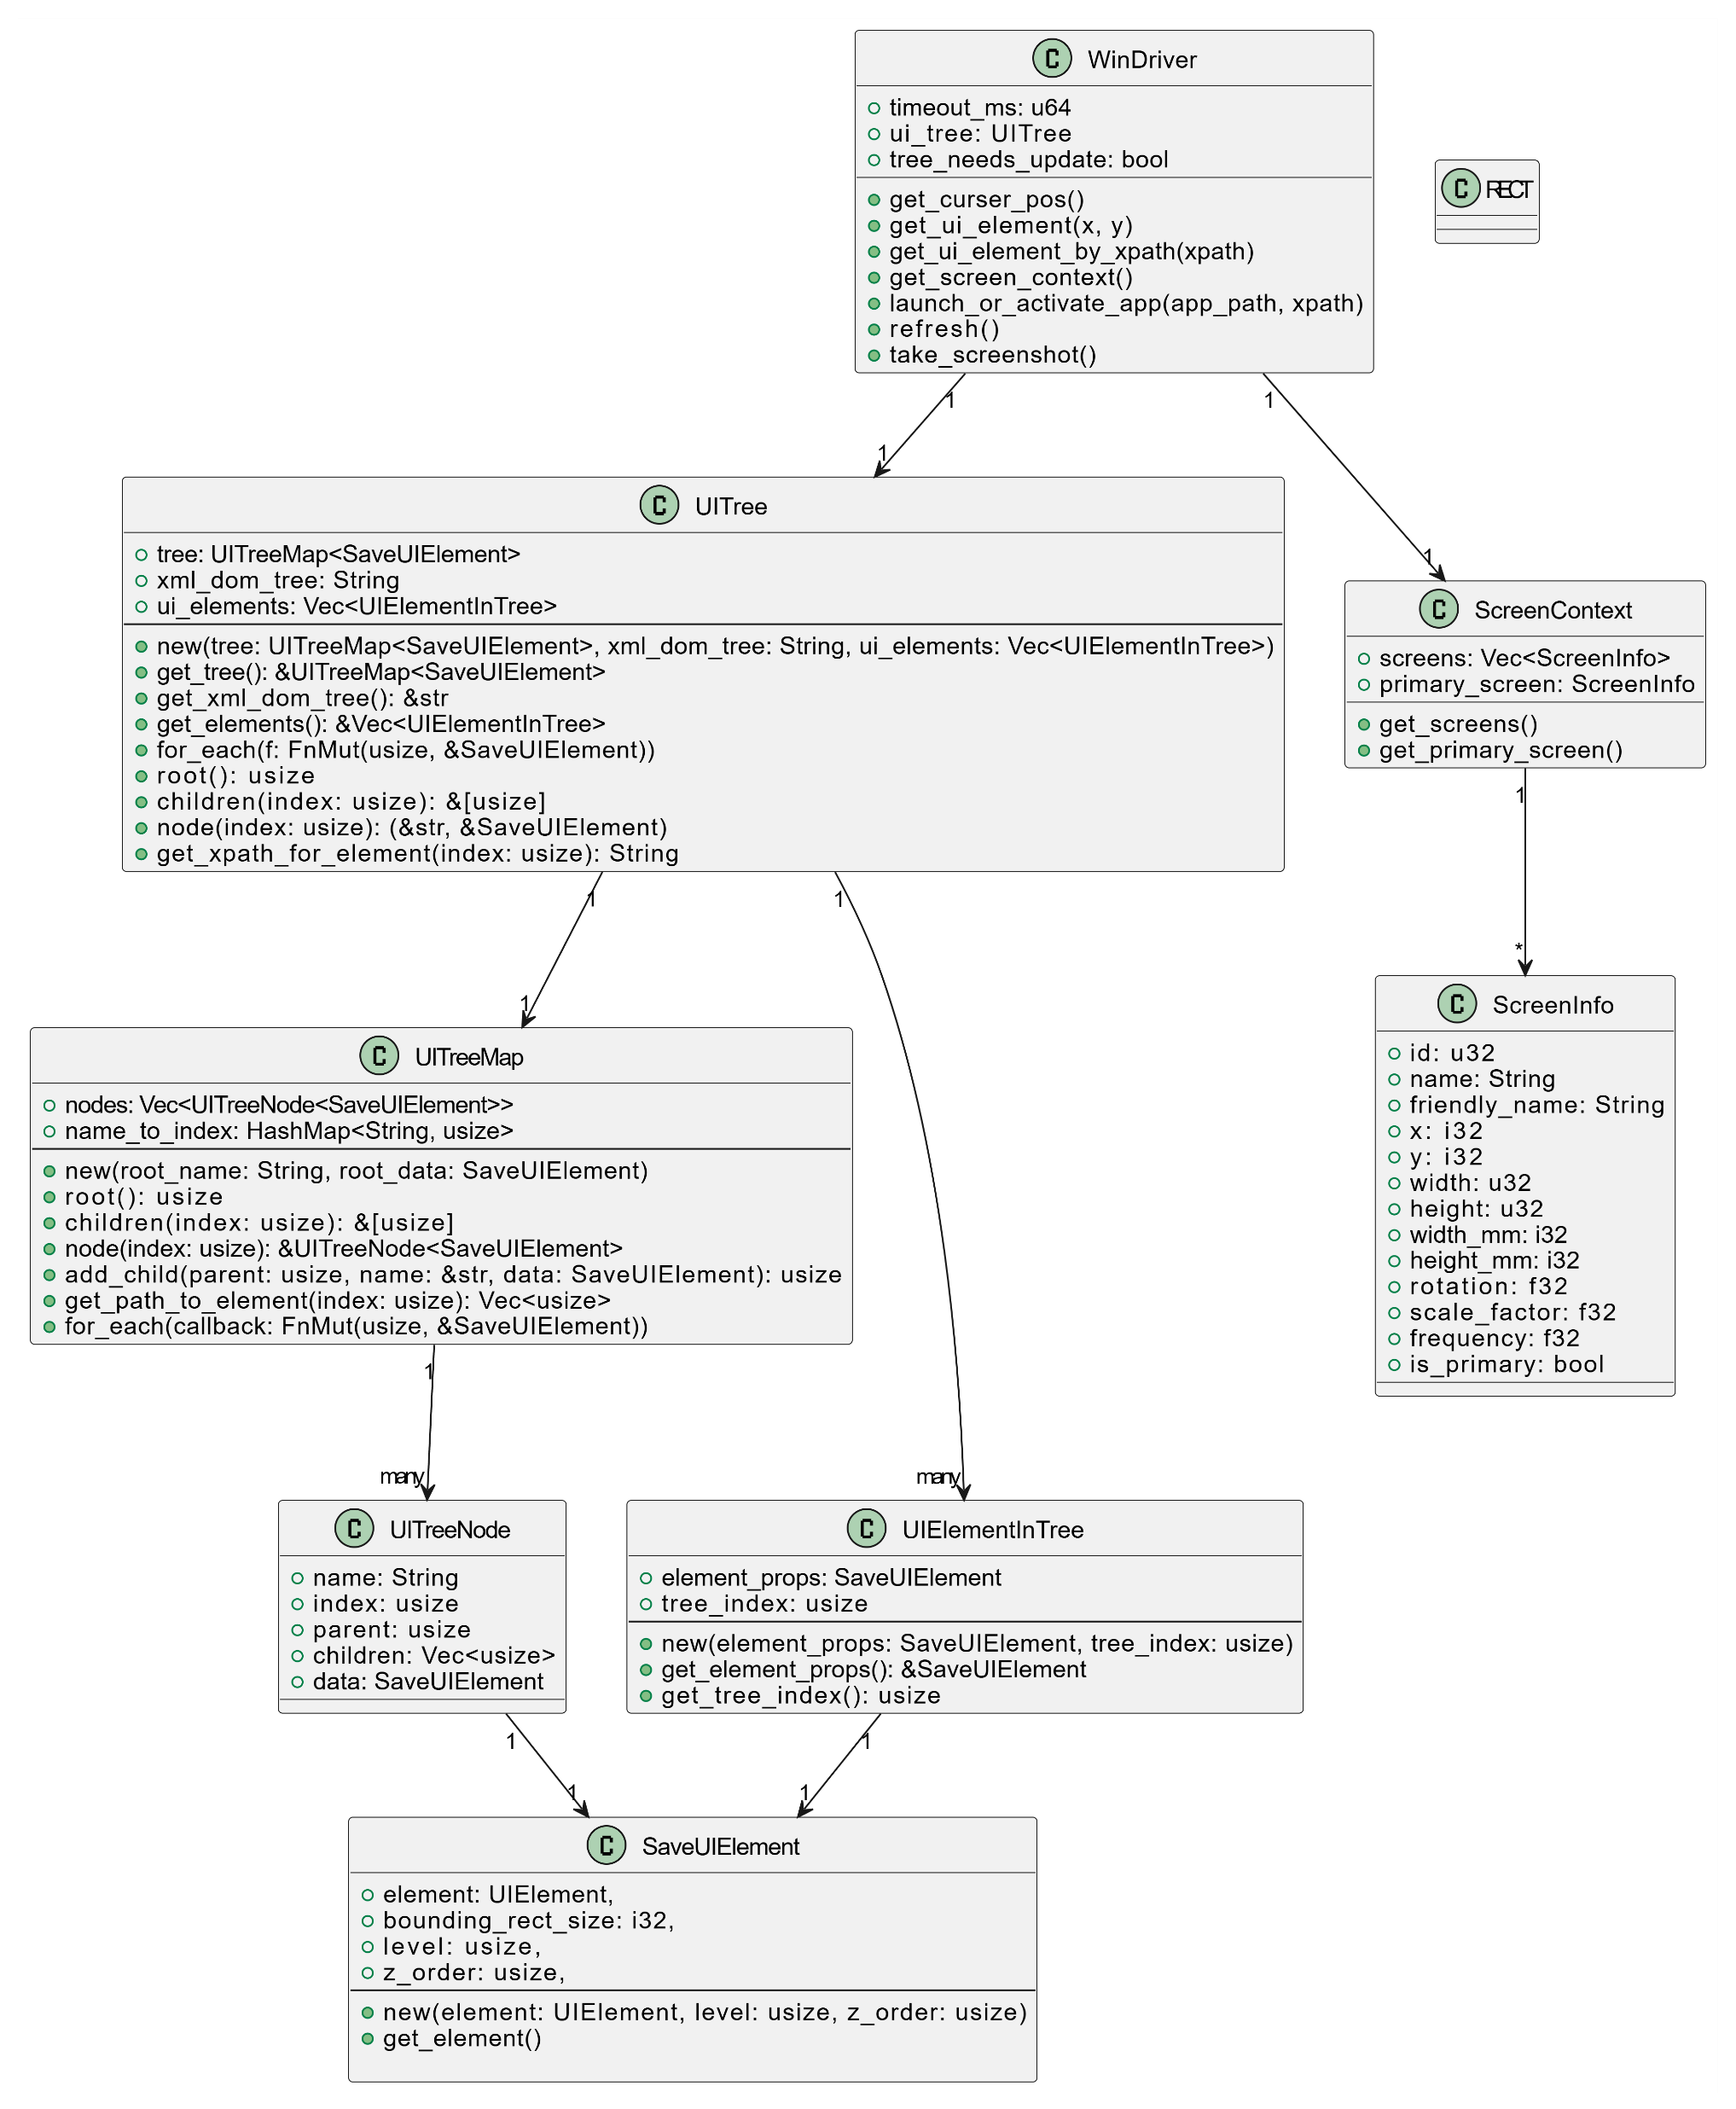 C WinDriver
timeout_ms: u64
ui_tree: UITree
tree_needs_update: bool
get_curser_pos()
get_ui_element(x, y)
get_ui_element_by_xpath(xpath)
get_screen_context()
launch_or_activate_app(app_path, xpath)
refresh()
take_screenshot()
C RECT
1
1
1
1
C UITree
tree: UITreeMap<SaveUIElement>
xml_dom_tree: String
ui_elements: Vec<UIElementInTree>
new(tree: UITreeMap<SaveUIElement>, xml_dom_tree: String, ui_elements: Vec<UIElementInTree>)
get_tree(): &UITreeMap<SaveUIElement>
get_xml_dom_tree(): &str
get_elements(): &Vec<UIElementInTree>
for_each(f: FnMut(usize, &SaveUIElement))
root(): usize
children(index: usize): &[usize]
node(index: usize): (&str, &SaveUIElement)
get_xpath_for_element(index: usize): String
C ScreenContext
screens: Vec<ScreenInfo>
primary_screen: ScreenInfo
get_screens()
get_primary_screen()
1
*
C ScreenInfo
id: u32
name: String
friendly_name: String
x: i32
y: i32
width: u32
height: u32
width_mm: i32
height_mm: i32
rotation: f32
scale_factor: f32
frequency: f32
is_primary: bool
1
1
1
many
C UITreeMap
nodes: Vec<UITreeNode<SaveUIElement>>
name_to_index: HashMap<String, usize>
new(root_name: String, root_data: SaveUIElement)
root(): usize
children(index: usize): &[usize]
node(index: usize): &UITreeNode<SaveUIElement>
add_child(parent: usize, name: &str, data: SaveUIElement): usize
get_path_to_element(index: usize): Vec<usize>
for_each(callback: FnMut(usize, &SaveUIElement))
1
many
C UITreeNode
name: String
index: usize
parent: usize
children: Vec<usize>
data: SaveUIElement
C UIElementInTree
element_props: SaveUIElement
tree_index: usize
new(element_props: SaveUIElement, tree_index: usize)
get_element_props(): &SaveUIElement
get_tree_index(): usize
1
1
1
1
C SaveUIElement
element: UIElement,
bounding_rect_size: i32,
level: usize,
z_order: usize,
new(element: UIElement, level: usize, z_order: usize)
get_element()